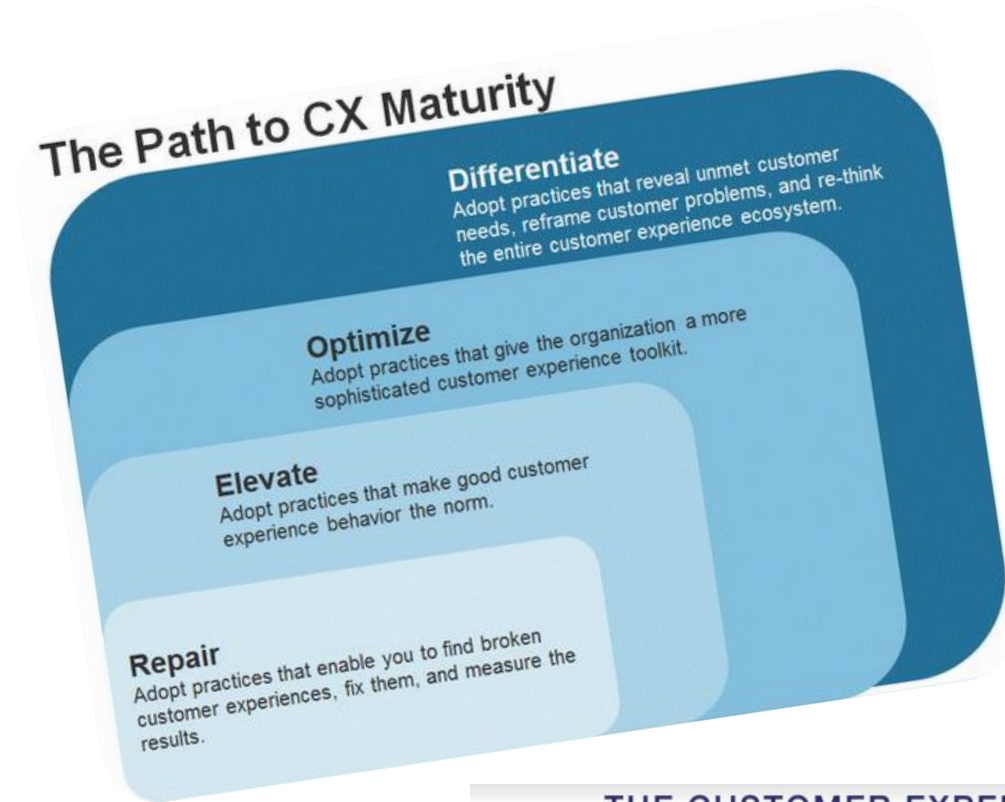 The Path to CX Maturity
Differentiate
Adopt practices that reveal unmet customer
needs, reframe customer problems, and re-think
the entire customer experience ecosystem.
Optimize
Adopt practices that give the organization a more
sophisticated customer experience toolkit.
Elevate
Adopt practices that make good customer
experience behavior the norm.
Repair
Adopt practices that enable you to find broken
customer experiences, fix them, and measure the
results.
THE CUSTOMER